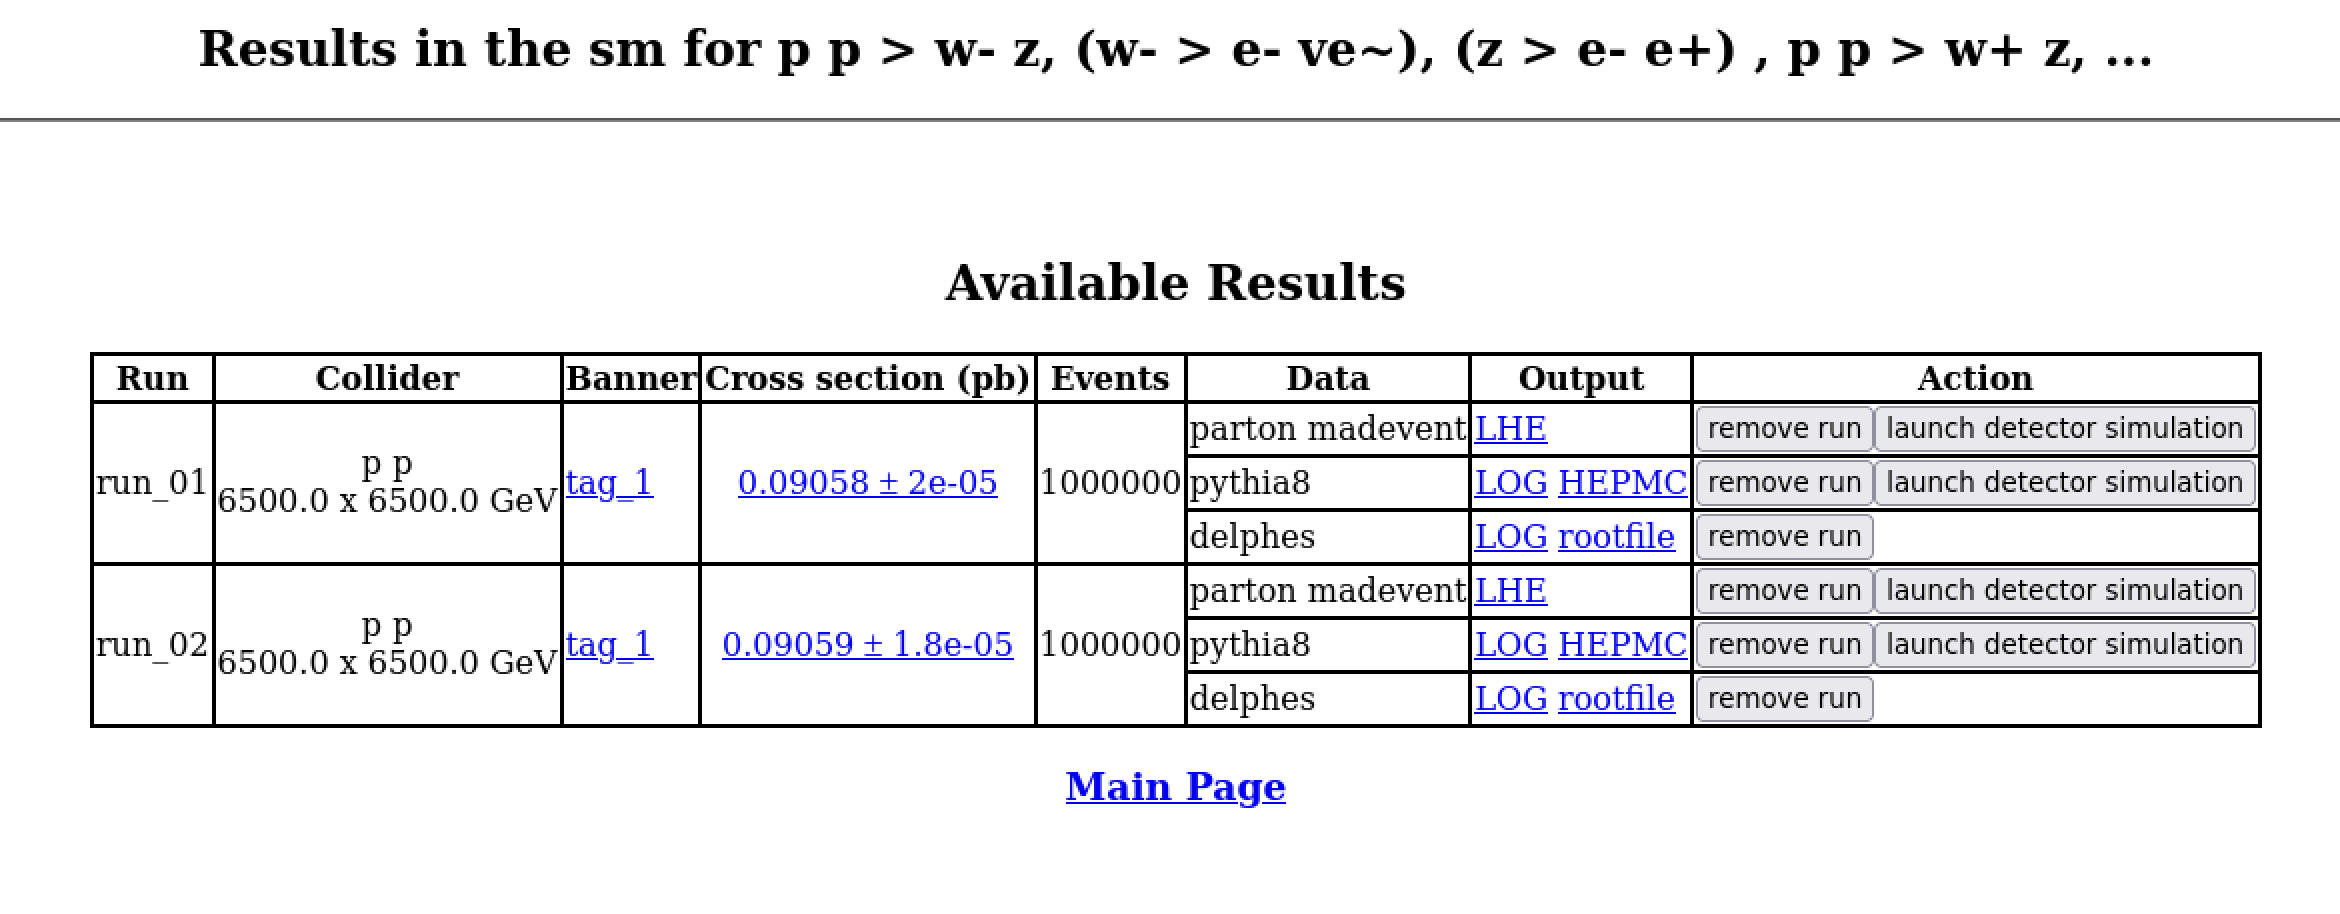 Results in the sm for p p > w- z, (w- > e- ve~), (z > e- e+) , p p > w+ z, ...
Available Results
Run Collider Banner Cross section (pb) Events Data Output Action
run_01 p p
6500.0 x 6500.0 GeV tag_1 0.09058 ± 2e-05 1000000 parton madevent LHE remove run launch detector simulation
pythia8 LOG HEPMC remove run launch detector simulation
delphes LOG rootfile remove run
run_02 p p
6500.0 x 6500.0 GeV tag_1 0.09059 ± 1.8e-05 1000000 parton madevent LHE remove run launch detector simulation
pythia8 LOG HEPMC remove run launch detector simulation
delphes LOG rootfile remove run
Main Page